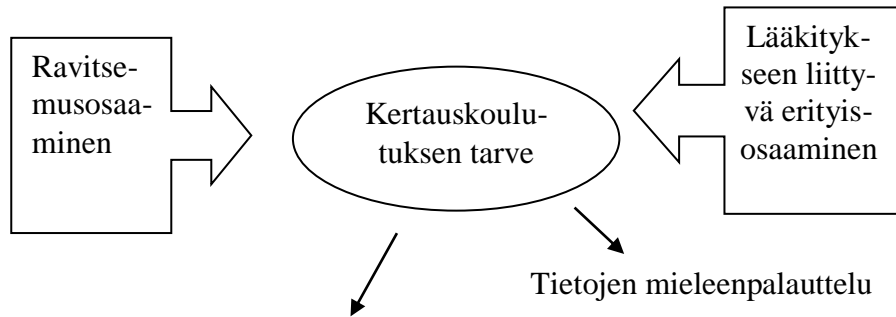 Ravitse-
musosaa-
minen
Kertauskoulu-
tuksen tarve
Lääkityk-
seen liitty-
vä erityis-
osaaminen
Tietojen mieleenpalauttelu